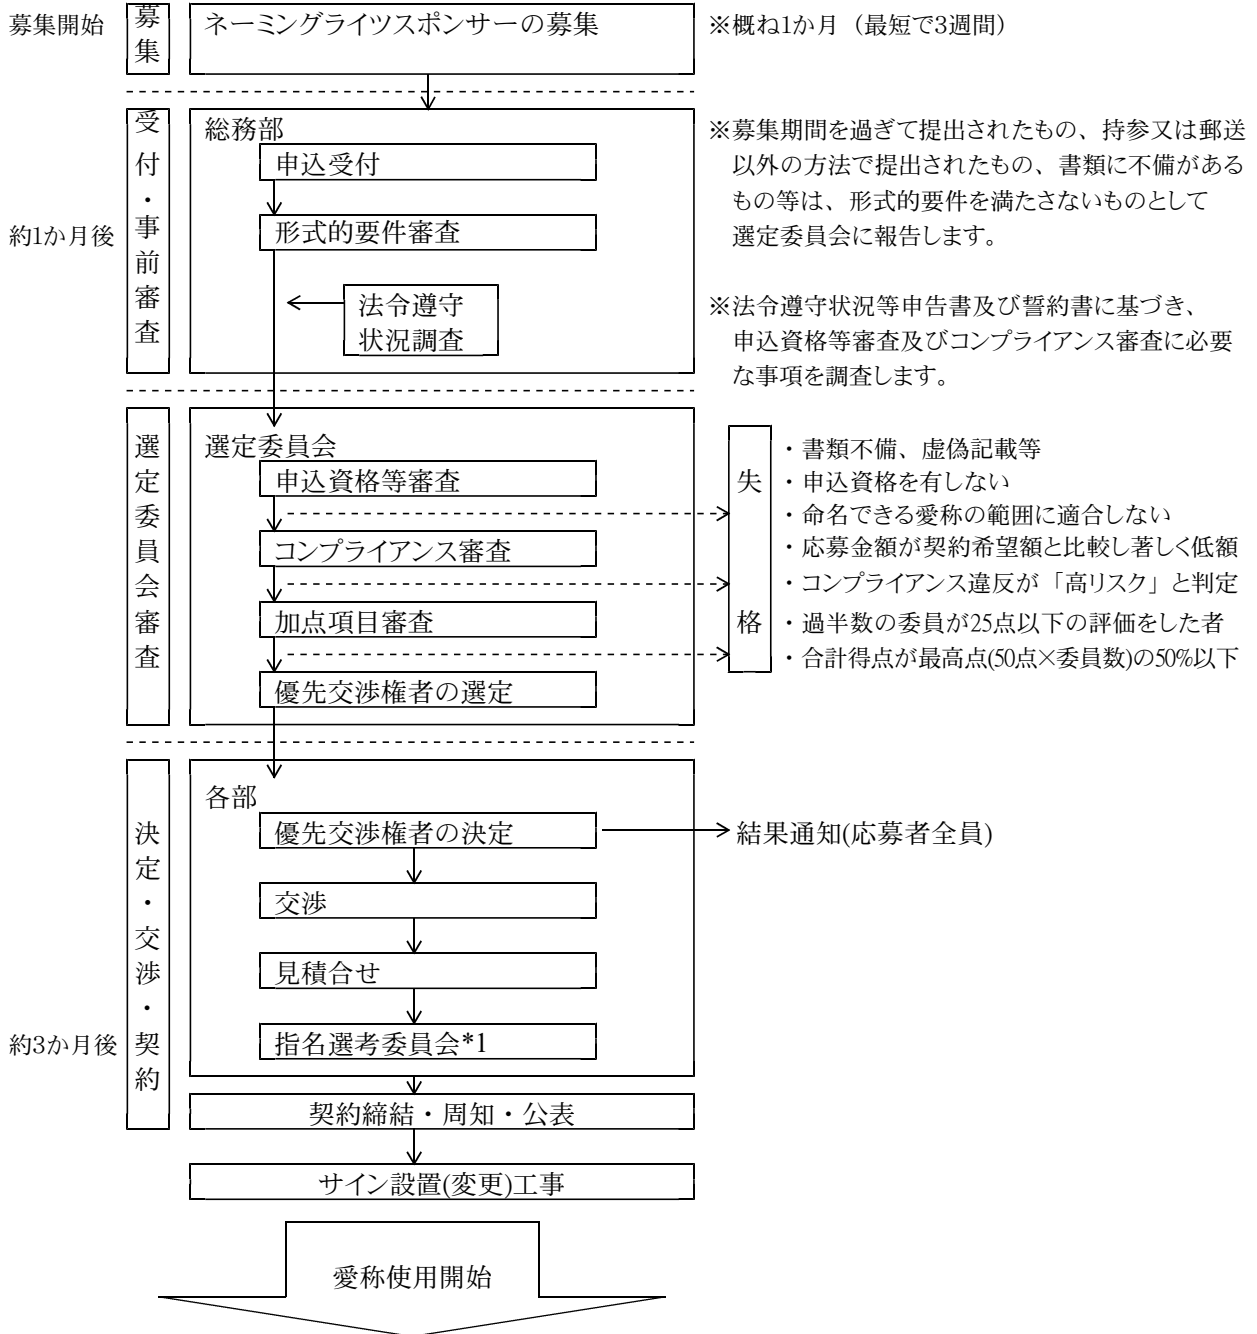 募集開始
募集
ネーミングライツスポンサーの募集
※概ね1か月（最短で3週間）
約1か月後
受付・事前審査
総務部
申込受付
形式的要件審査
法令遵守
状況調査
※募集期間を過ぎて提出されたもの、持参又は郵送
以外の方法で提出されたもの、書類に不備がある
もの等は、形式的要件を満たさないものとして
選定委員会に報告します。
※法令遵守状況等申告書及び誓約書に基づき、
申込資格等審査及びコンプライアンス審査に必要
な事項を調査します。
選定委員会審査
選定委員会
申込資格等審査
コンプライアンス審査
加点項目審査
優先交渉権者の選定
失格
・書類不備、虚偽記載等
・申込資格を有しない
・命名できる愛称の範囲に適合しない
・応募金額が契約希望額と比較し著しく低額
・コンプライアンス違反が「高リスク」と判定
・過半数の委員が25点以下の評価をした者
・合計得点が最高点(50点×委員数)の50%以下
約3か月後
決定・交渉・契約
各部
優先交渉権者の決定
結果通知(応募者全員)
交渉
見積合せ
指名選考委員会*1
契約締結・周知・公表
サイン設置(変更)工事
愛称使用開始